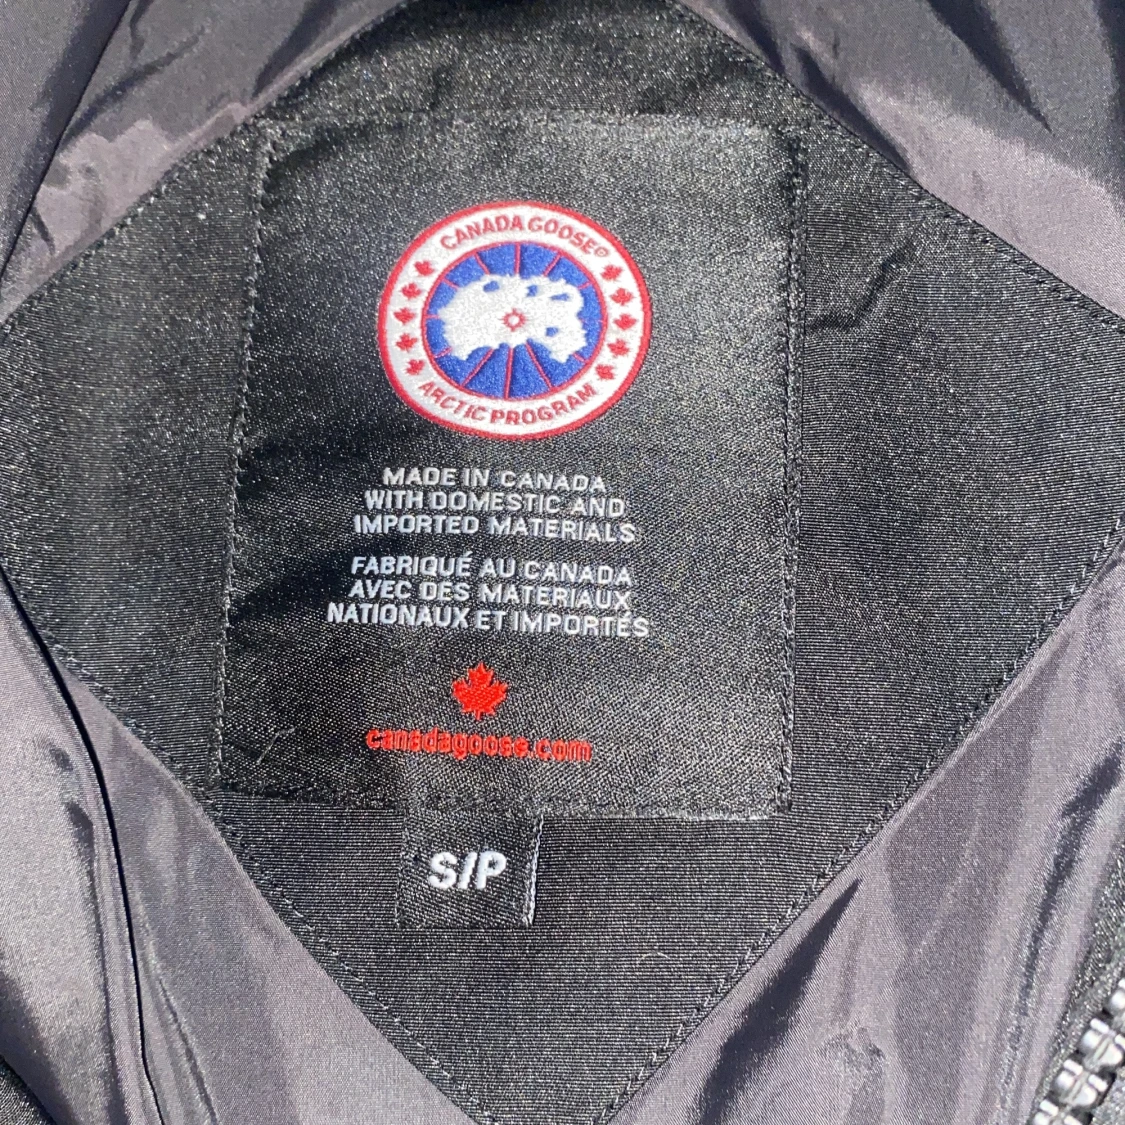 CANADA GOOSE®
ARCTIC PROGRAM
MADE IN CANADA
WITH DOMESTIC AND
IMPORTED MATERIALS
FABRIQUÉ AU CANADA
AVEC DES MATERIAUX
NATIONAUX ET IMPORTÉS
canadagoose.com
S/P